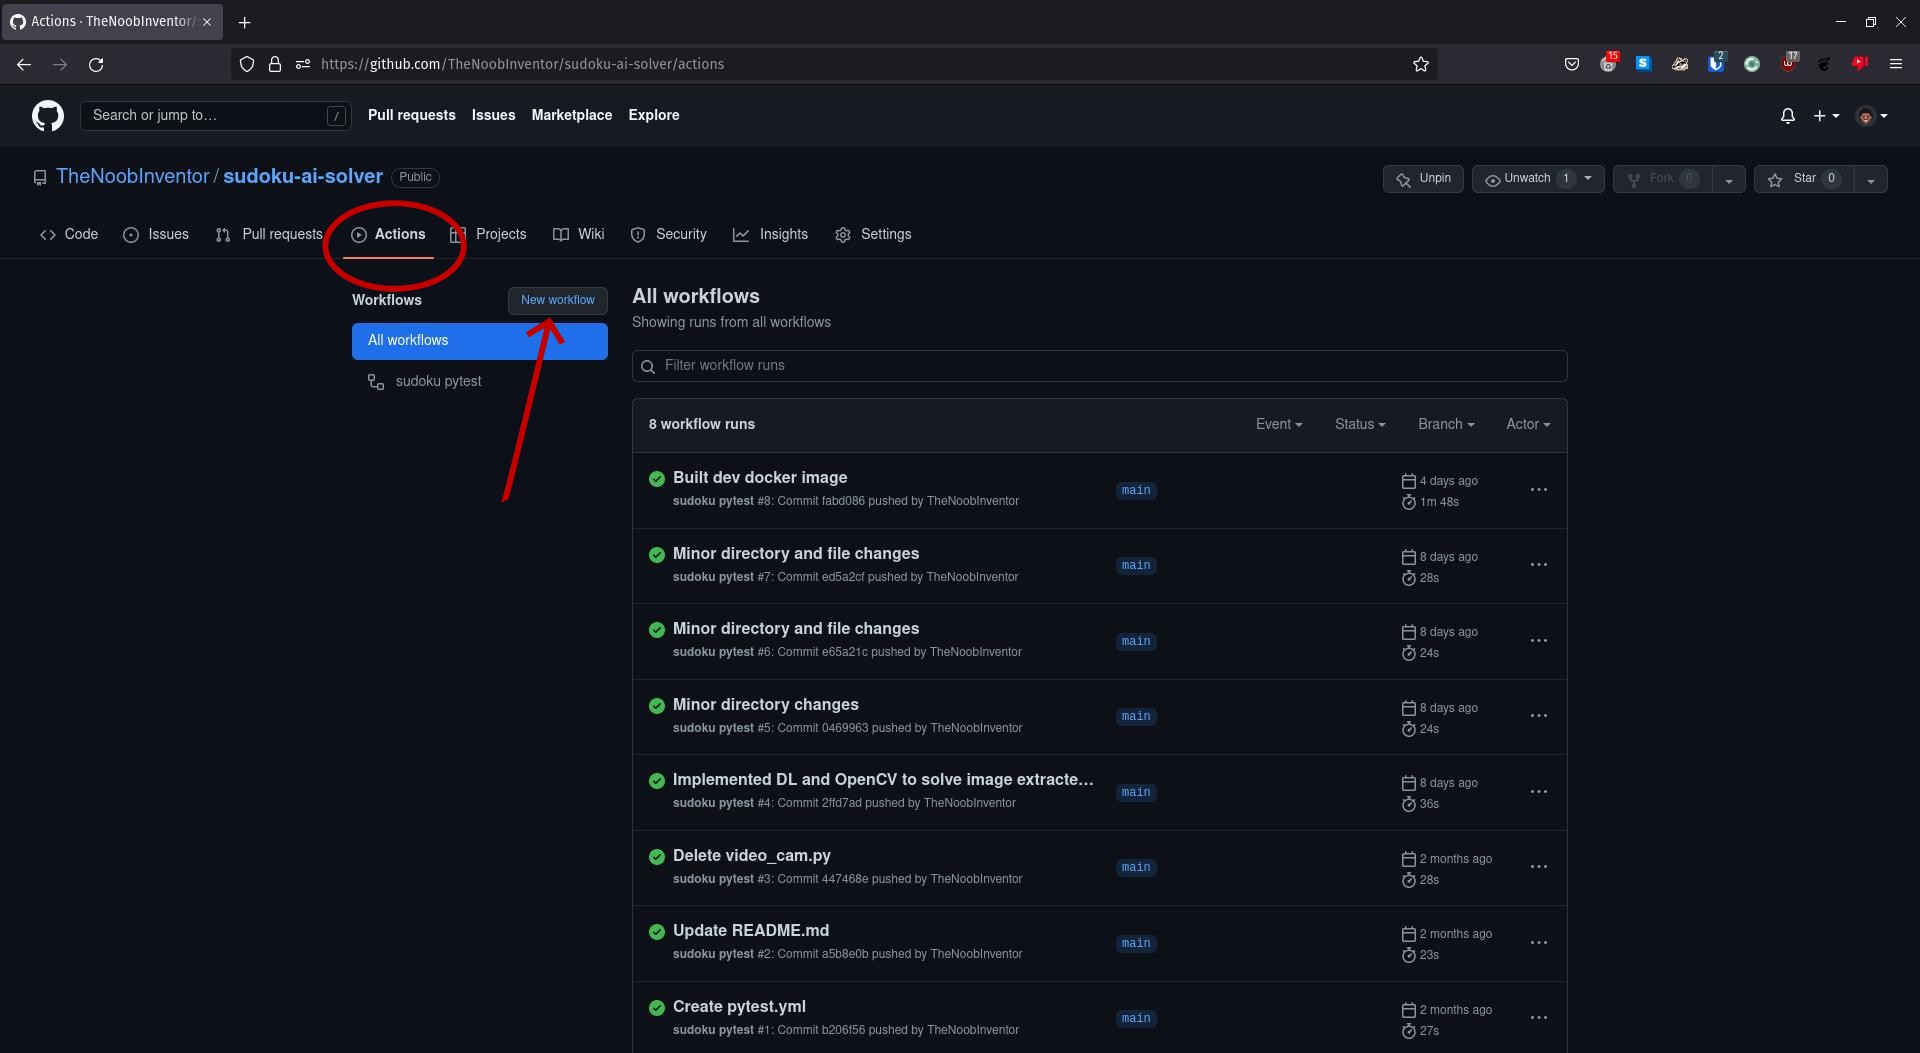 Actions · TheNoobInventor/
https://github.com/TheNoobInventor/sudoku-ai-solver/actions
15
S
2
17
Search or jump to…
/
Pull requests
Issues
Marketplace
Explore
TheNoobInventor / sudoku-ai-solver
Public
Unpin
Unwatch 1
Fork 0
Star 0
Code
Issues
Pull requests
Actions
Projects
Wiki
Security
Insights
Settings
Workflows
New workflow
All workflows
sudoku pytest
All workflows
Showing runs from all workflows
Filter workflow runs
8 workflow runs
Event
Status
Branch
Actor
Built dev docker image
sudoku pytest #8: Commit fabd086 pushed by TheNoobInventor
main
4 days ago
1m 48s
Minor directory and file changes
sudoku pytest #7: Commit ed5a2cf pushed by TheNoobInventor
main
8 days ago
28s
Minor directory and file changes
sudoku pytest #6: Commit e65a21c pushed by TheNoobInventor
main
8 days ago
24s
Minor directory changes
sudoku pytest #5: Commit 0469963 pushed by TheNoobInventor
main
8 days ago
24s
Implemented DL and OpenCV to solve image extracte…
sudoku pytest #4: Commit 2ffd7ad pushed by TheNoobInventor
main
8 days ago
36s
Delete video_cam.py
sudoku pytest #3: Commit 447468e pushed by TheNoobInventor
main
2 months ago
28s
Update README.md
sudoku pytest #2: Commit a5b8e0b pushed by TheNoobInventor
main
2 months ago
23s
Create pytest.yml
sudoku pytest #1: Commit b206f56 pushed by TheNoobInventor
main
2 months ago
27s